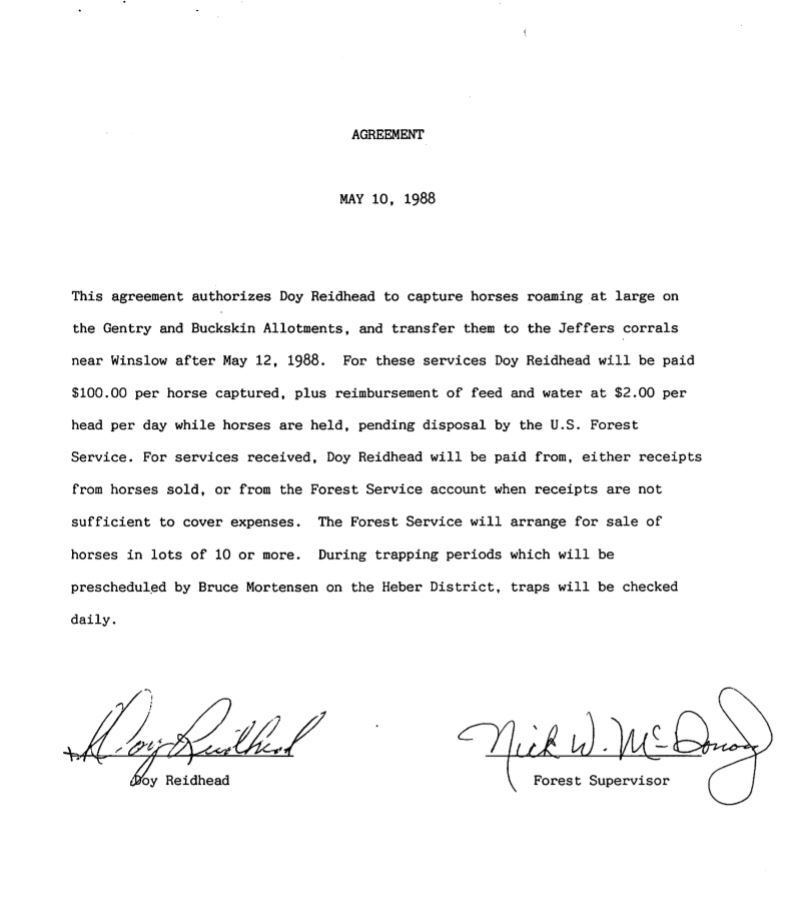 AGREEMENT
MAY 10, 1988
This agreement authorizes Doy Reidhead to capture horses roaming at large on
the Gentry and Buckskin Allotments, and transfer them to the Jeffers corrals
near Winslow after May 12, 1988. For these services Doy Reidhead will be paid
$100.00 per horse captured, plus reimbursement of feed and water at $2.00 per
head per day while horses are held, pending disposal by the U.S. Forest
Service. For services received, Doy Reidhead will be paid from, either receipts
from horses sold, or from the Forest Service account when receipts are not
sufficient to cover expenses. The Forest Service will arrange for sale of
horses in lots of 10 or more. During trapping periods which will be
prescheduled by Bruce Mortensen on the Heber District, traps will be checked
daily.
Doy Reidhead Nick W. McDonough
Doy Reidhead Forest Supervisor